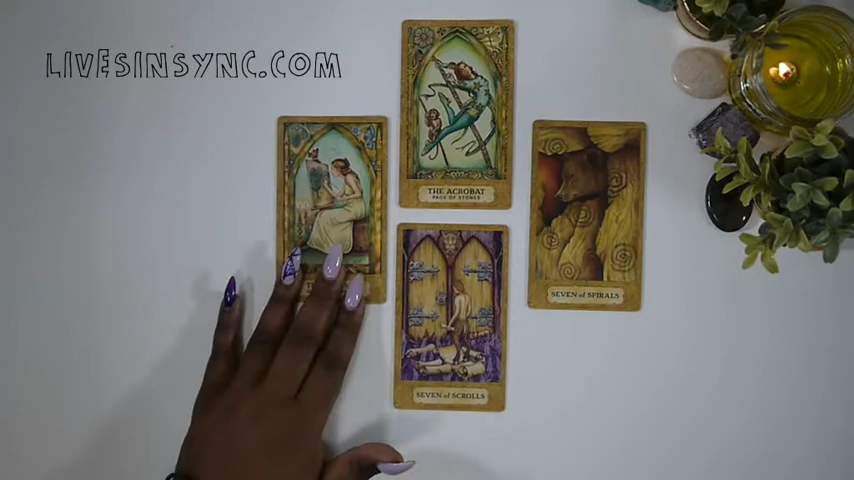 LIVESINSYNC.COM
THE ACROBAT
PAGE OF STONES
SEVEN of SPIRALS
SEVEN of SCROLLS